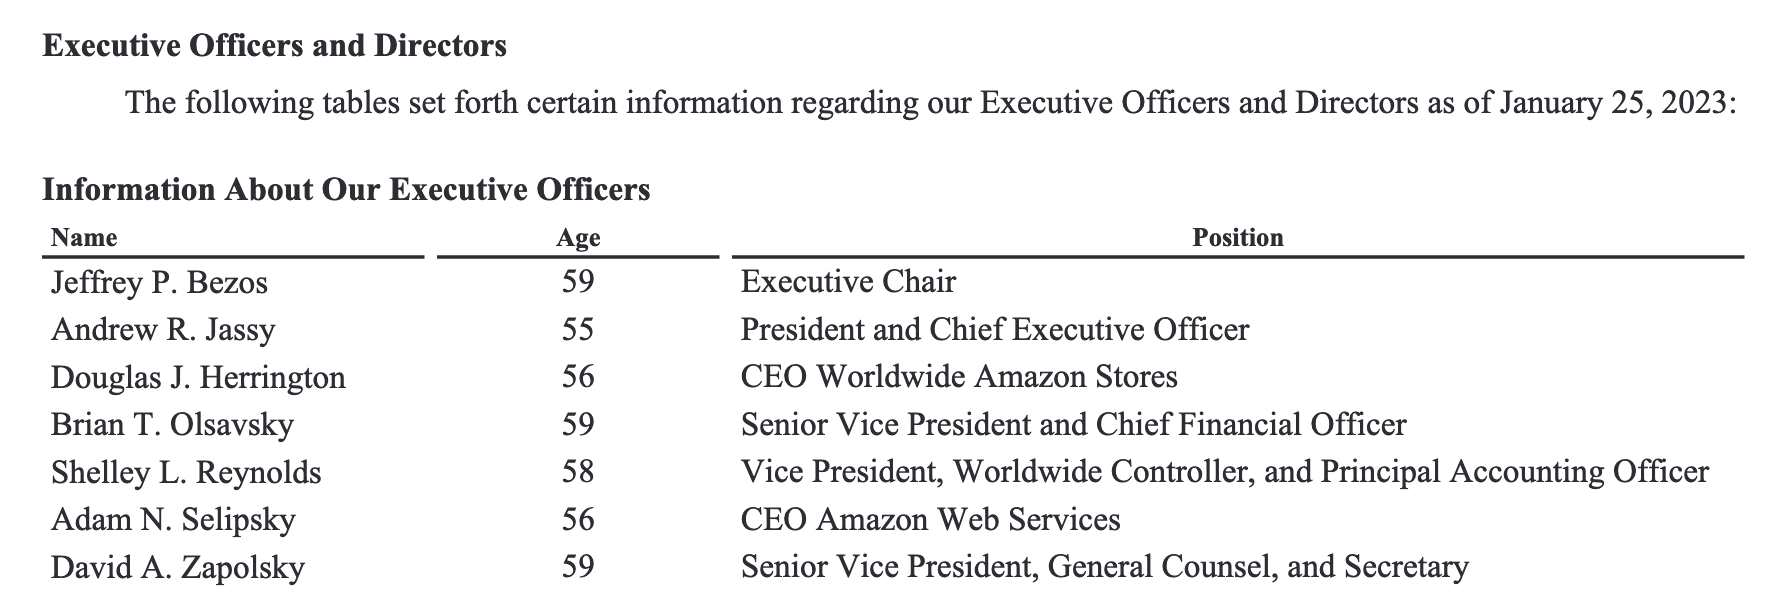 Executive Officers and Directors
The following tables set forth certain information regarding our Executive Officers and Directors as of January 25, 2023:
Information About Our Executive Officers
Name Age Position
Jeffrey P. Bezos 59 Executive Chair
Andrew R. Jassy 55 President and Chief Executive Officer
Douglas J. Herrington 56 CEO Worldwide Amazon Stores
Brian T. Olsavsky 59 Senior Vice President and Chief Financial Officer
Shelley L. Reynolds 58 Vice President, Worldwide Controller, and Principal Accounting Officer
Adam N. Selipsky 56 CEO Amazon Web Services
David A. Zapolsky 59 Senior Vice President, General Counsel, and Secretary